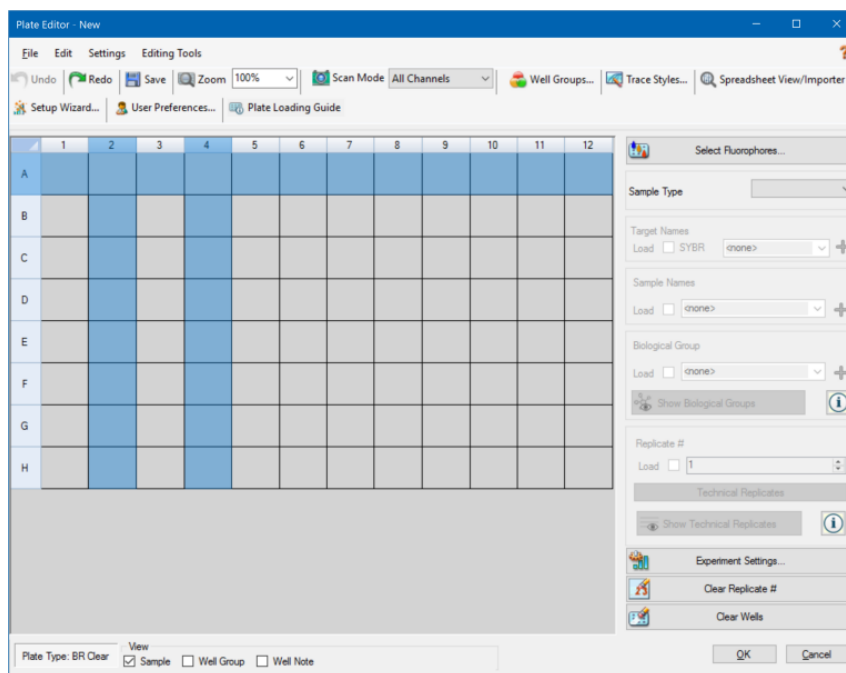 Plate Editor - New
File Edit Settings Editing Tools
Undo Redo Save Zoom 100% Scan Mode All Channels Well Groups... Trace Styles... Spreadsheet View/Importer
Setup Wizard... User Preferences... Plate Loading Guide
1 2 3 4 5 6 7 8 9 10 11 12
Select Fluorophores...
A
Sample Type
B
Target Names
Load SYBR <none>
C
Sample Names
D
Load <none>
E
Biological Group
Load <none>
F
Show Biological Groups
G
Replicate #
H
Load 1
Technical Replicates
Show Technical Replicates
Experiment Settings...
Clear Replicate #
Clear Wells
View
Plate Type: BR Clear Sample Well Group Well Note OK Cancel